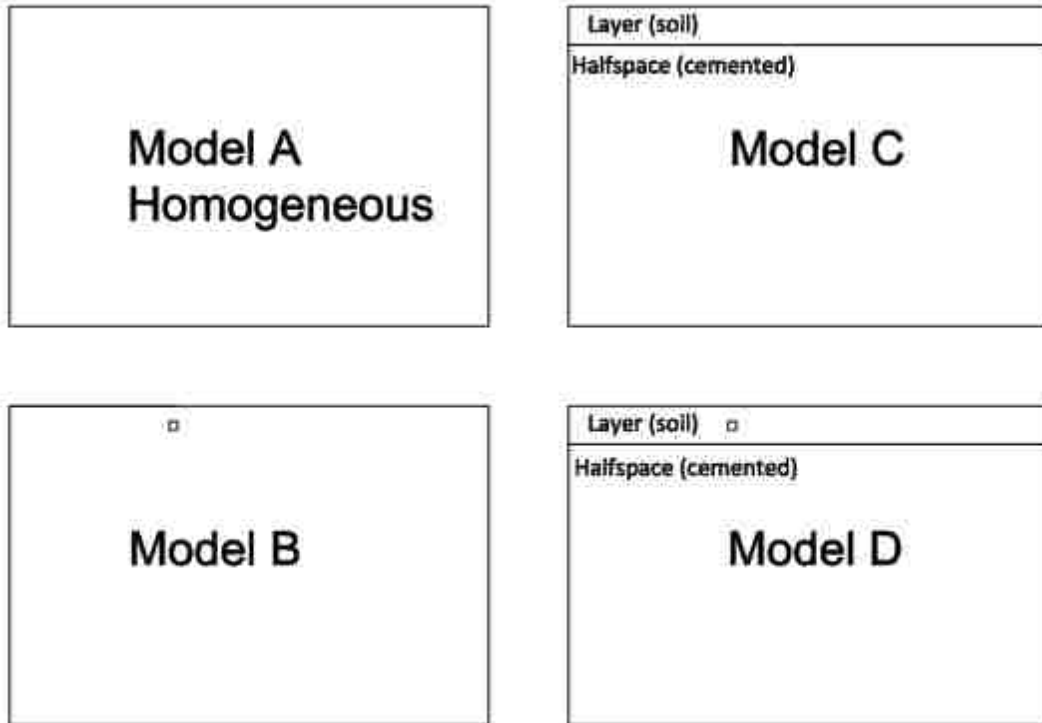 Model A
Homogeneous
Layer (soil)
Halfspace (cemented)
Model C
Model B
Layer (soil)
Halfspace (cemented)
Model D